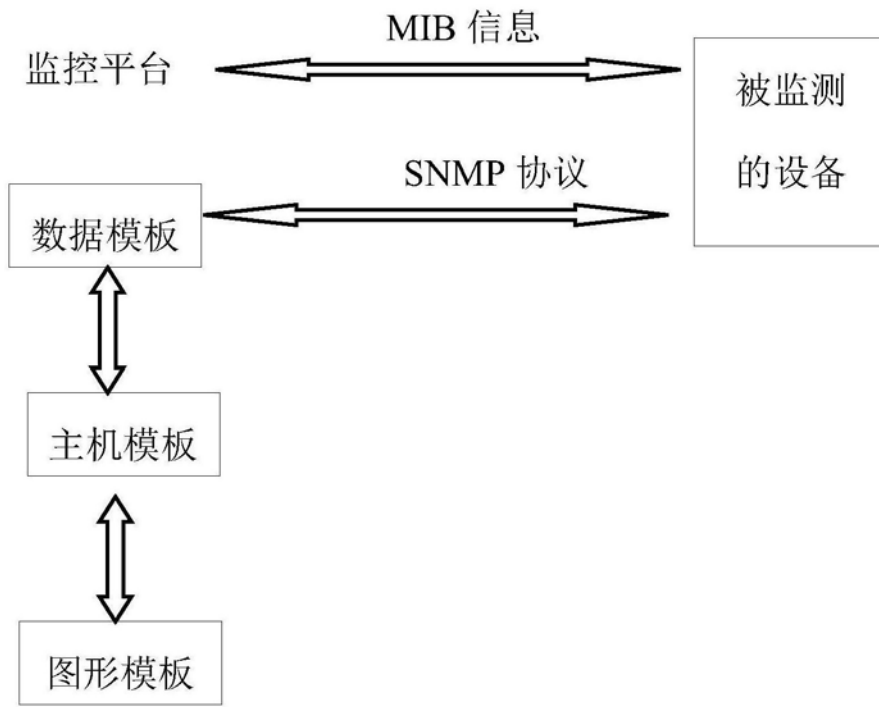 MIB 信息
监控平台
被监测
的设备
SNMP 协议
数据模板
主机模板
图形模板